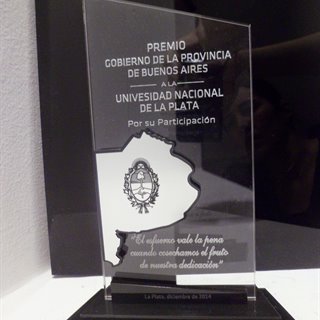 PREMIO
GOBIERNO DE LA PROVINCIA
DE BUENOS AIRES
A LA
UNIVESIDAD NACIONAL
DE LA PLATA
Por su Participación
"El esfuerzo vale la pena
cuando cosechamos el fruto
de nuestra dedicación"
La Plata, diciembre de 2014